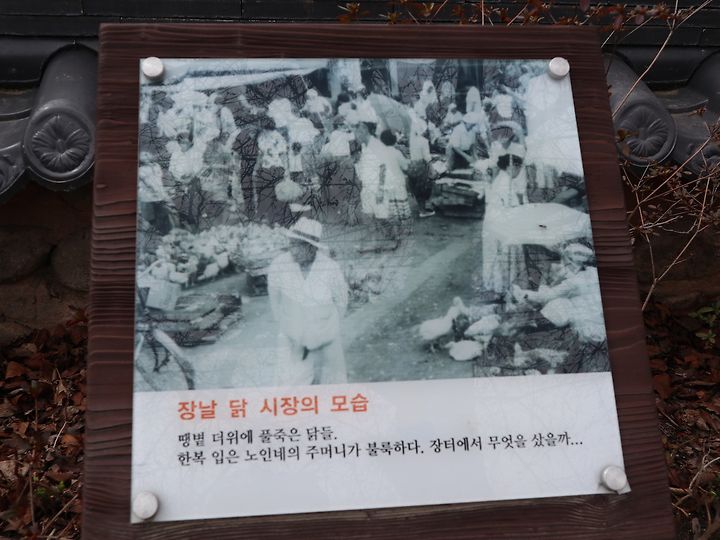 장날 닭 시장의 모습
땡볕 더위에 풀죽은 닭들.
한복 입은 노인네의 주머니가 불룩하다. 장터에서 무엇을 샀을까...